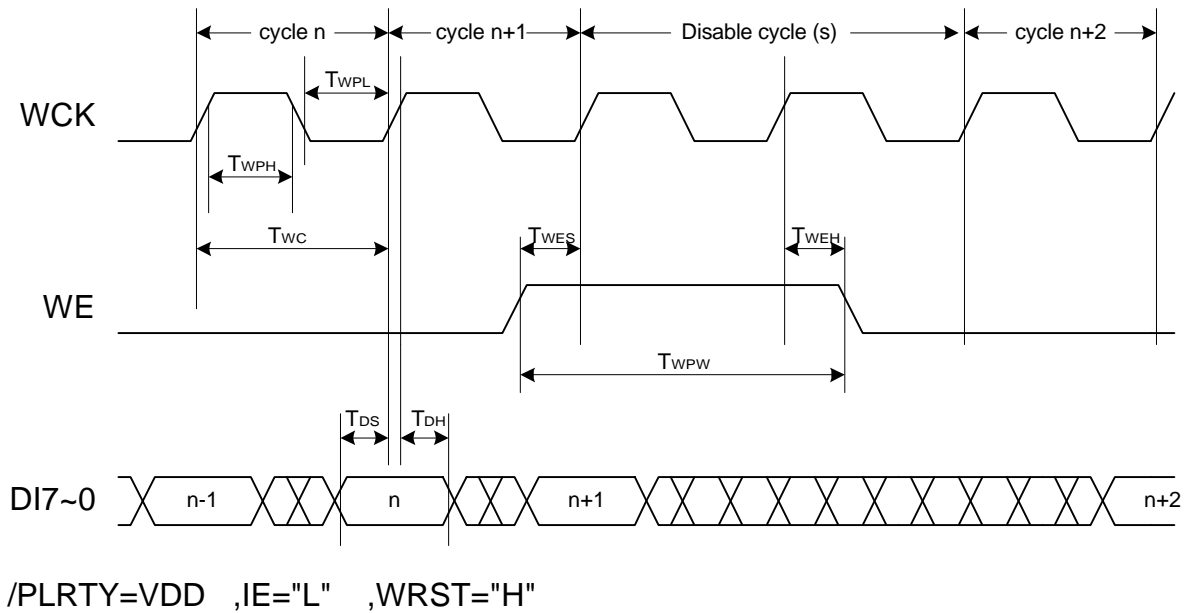 cycle n cycle n+1 Disable cycle (s) cycle n+2
TWPL
WCK
TWPH
TWC TWES TWEH
WE
TWPW
TDS TDH
DI7~0 n-1 n n+1 n+2
/PLRTY=VDD ,IE="L" ,WRST="H"